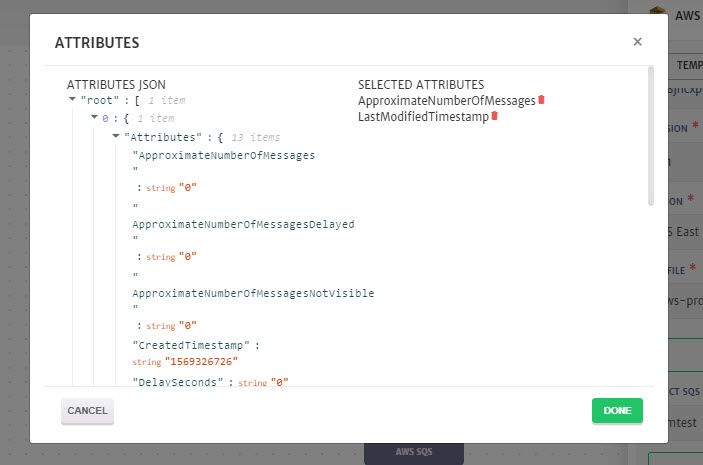 AWS
ATTRIBUTES
×
TEMP
ATTRIBUTES JSON
SELECTED ATTRIBUTES
"root" : [ 1 item
ApproximateNumberOfMessages
0 : { 1 item
LastModifiedTimestamp
"Attributes" : { 13 items
"ApproximateNumberOfMessages
"
: string "0"
"
ApproximateNumberOfMessagesDelayed
"
: string "0"
"
ApproximateNumberOfMessagesNotVisible
"
: string "0"
"CreatedTimestamp" :
string "1569326726"
"DelaySeconds" : string "0"
SION *
ION *
S East
FILE *
ws-pro
CT SQS
mtest
CANCEL
DONE
AWS SQS